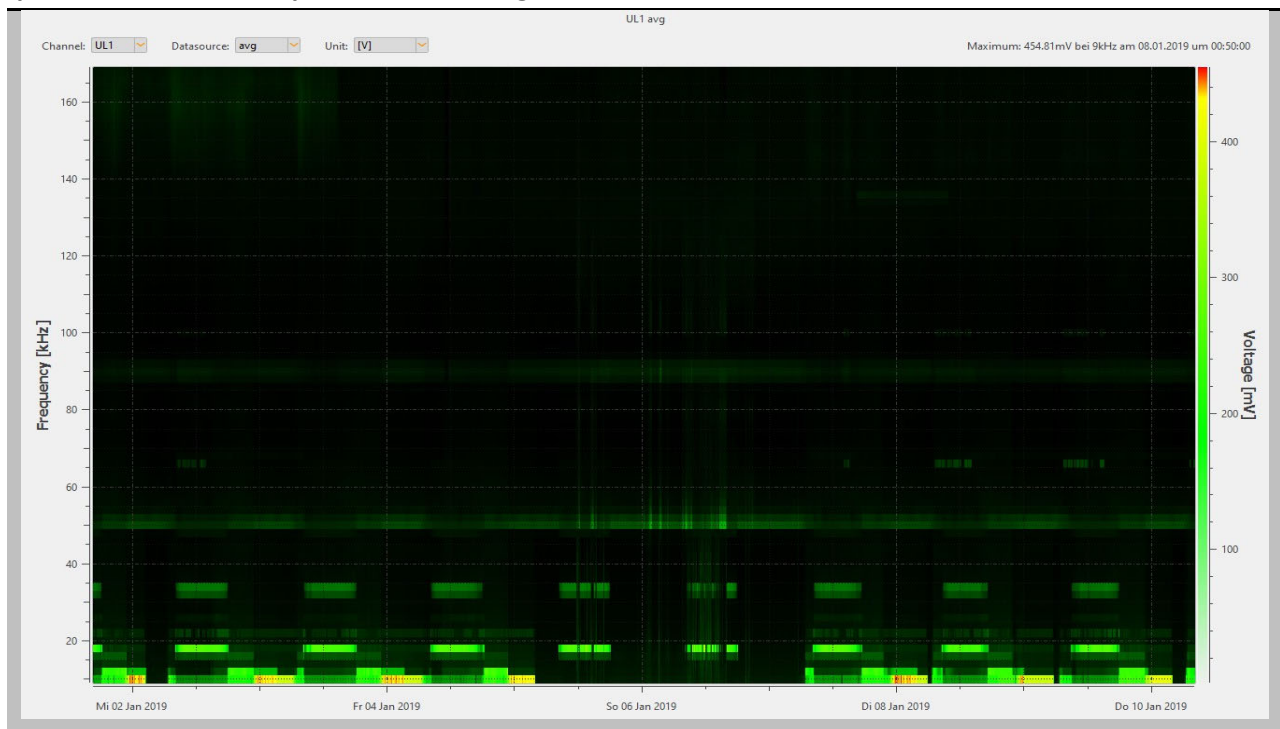 UL1 avg
Channel: UL1 Datasource: avg Unit: [V] Maximum: 454.81mV bei 9kHz am 08.01.2019 um 00:50:00
160
140
120
100
80
60
40
20
Frequency [kHz]
400
300
200
100
Voltage [mV]
Mi 02 Jan 2019 Fr 04 Jan 2019 So 06 Jan 2019 Di 08 Jan 2019 Do 10 Jan 2019